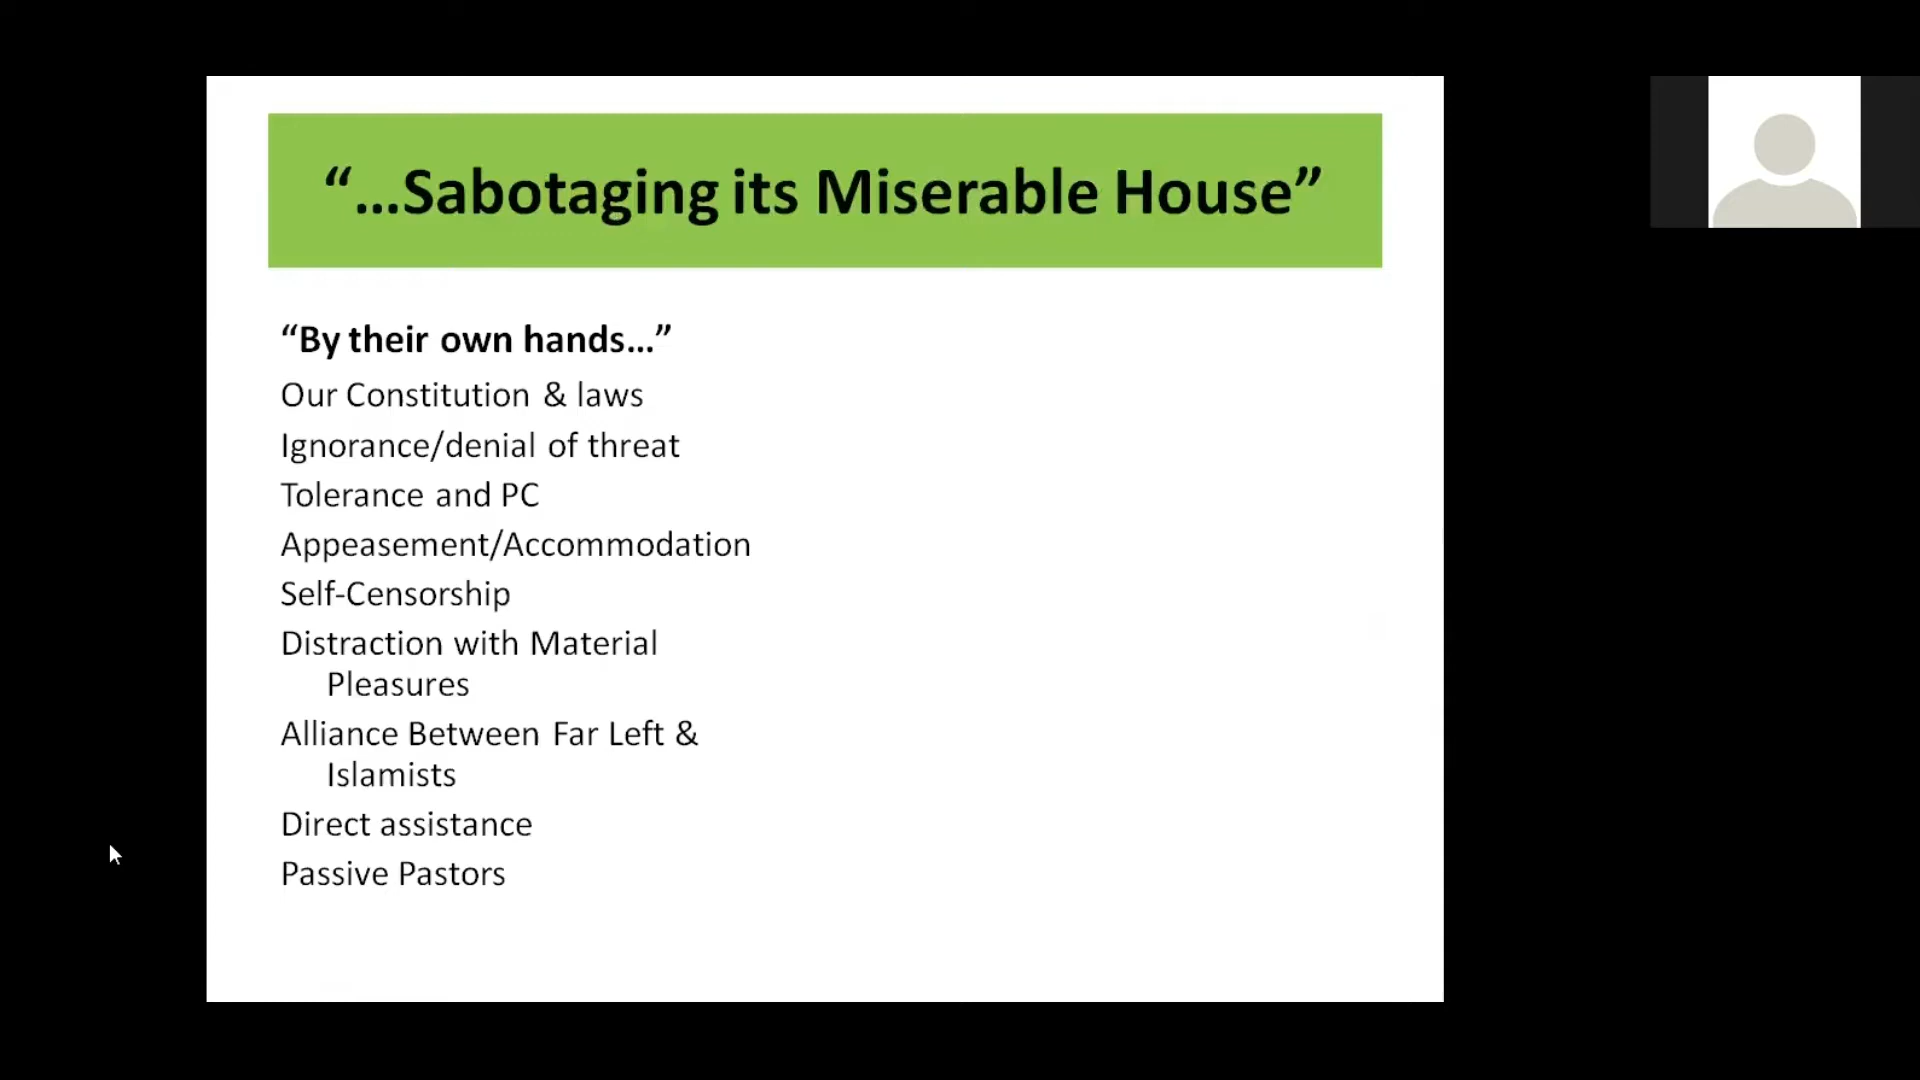 “...Sabotaging its Miserable House”
“By their own hands...”
Our Constitution & laws
Ignorance/denial of threat
Tolerance and PC
Appeasement/Accommodation
Self-Censorship
Distraction with Material
Pleasures
Alliance Between Far Left &
Islamists
Direct assistance
Passive Pastors